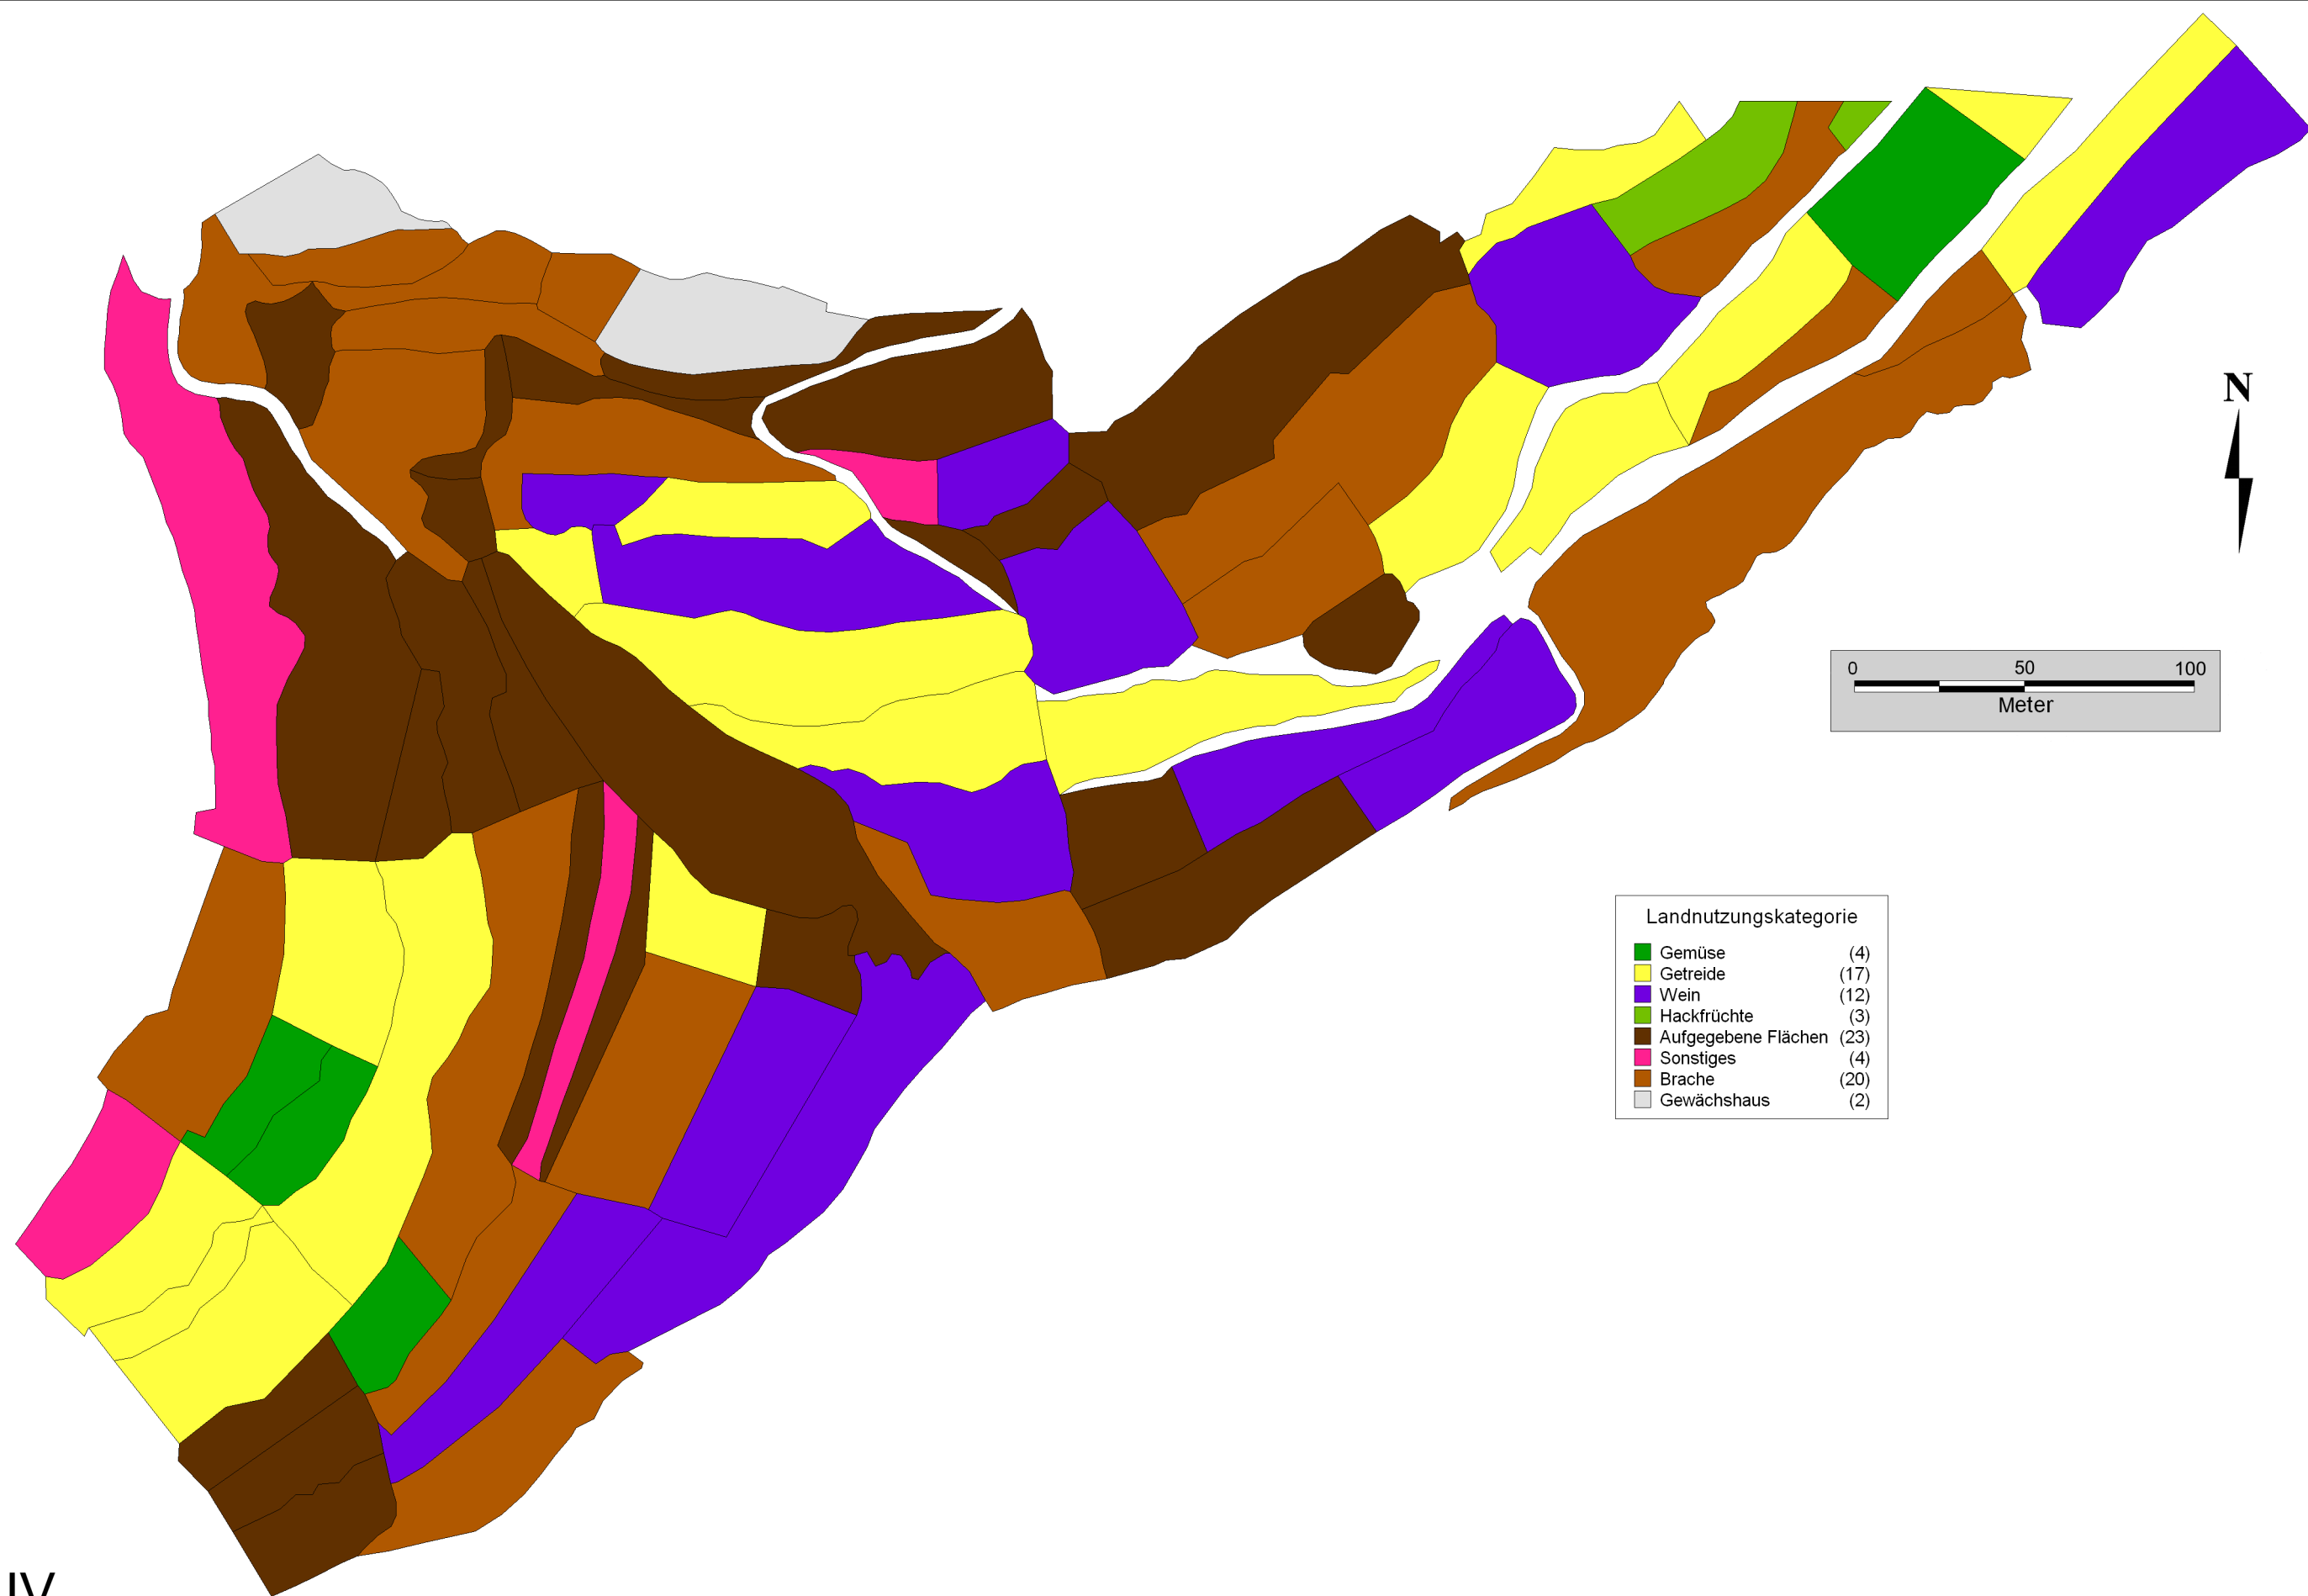 N
0 50 100
Meter
Landnutzungskategorie
Gemüse (4)
Getreide (17)
Wein (12)
Hackfrüchte (3)
Aufgegebene Flächen (23)
Sonstiges (4)
Brache (20)
Gewächshaus (2)
IV